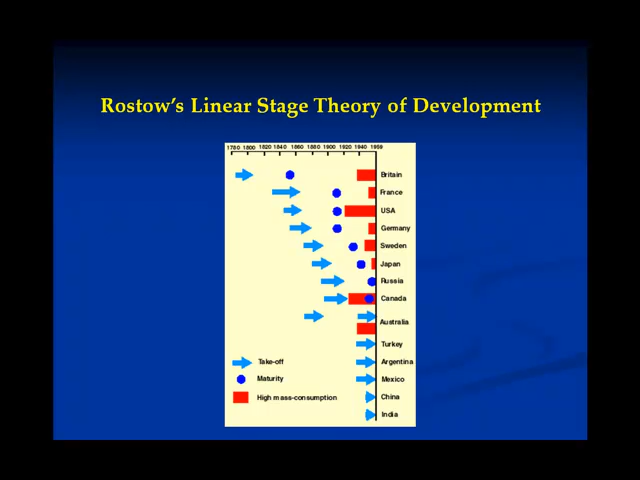 Rostow's Linear Stage Theory of Development
1780 1800 1820 1840 1860 1880 1900 1920 1940 1959
Britain
France
USA
Germany
Sweden
Japan
Russia
Canada
Australia
Turkey
Take-off Argentina
Maturity Mexico
High mass-consumption China
India